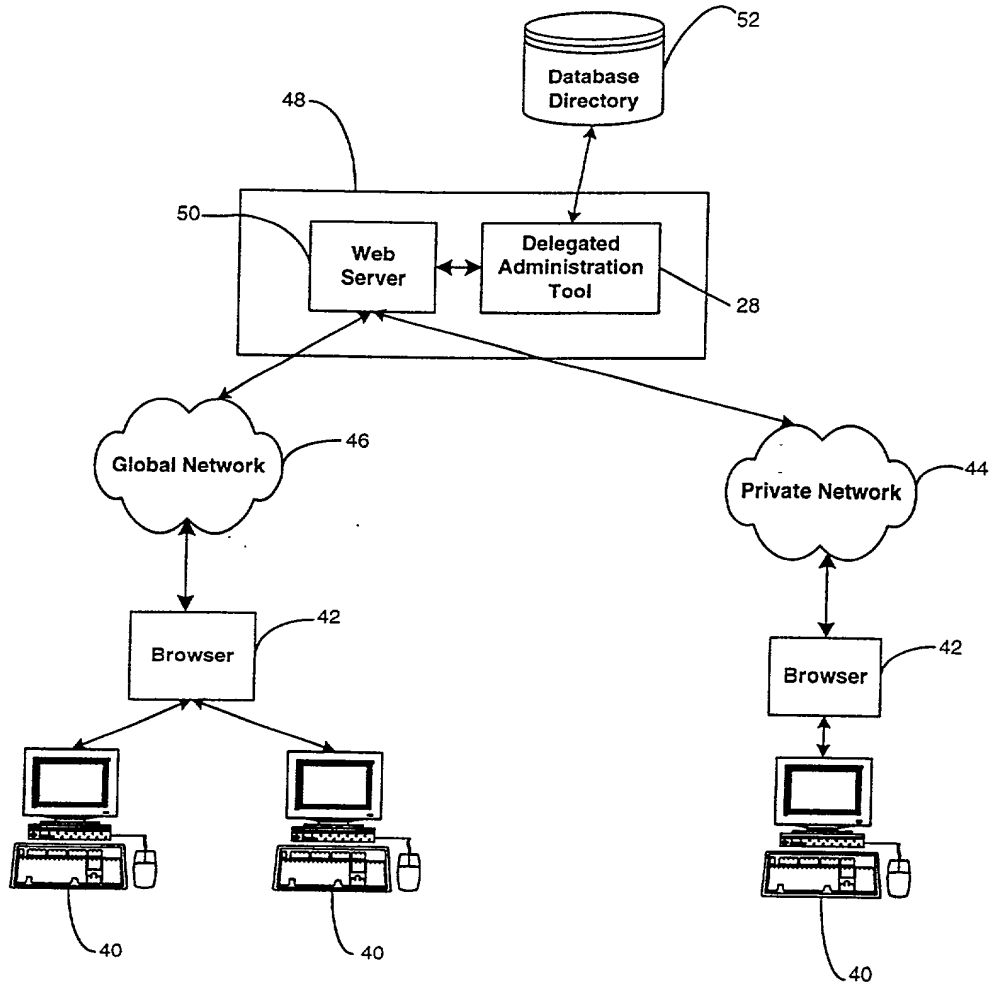 52
Database
Directory
48
50
Web
Server
Delegated
Administration
Tool
28
Global Network
46
Private Network
44
Browser
42
Browser
42
40
40
40